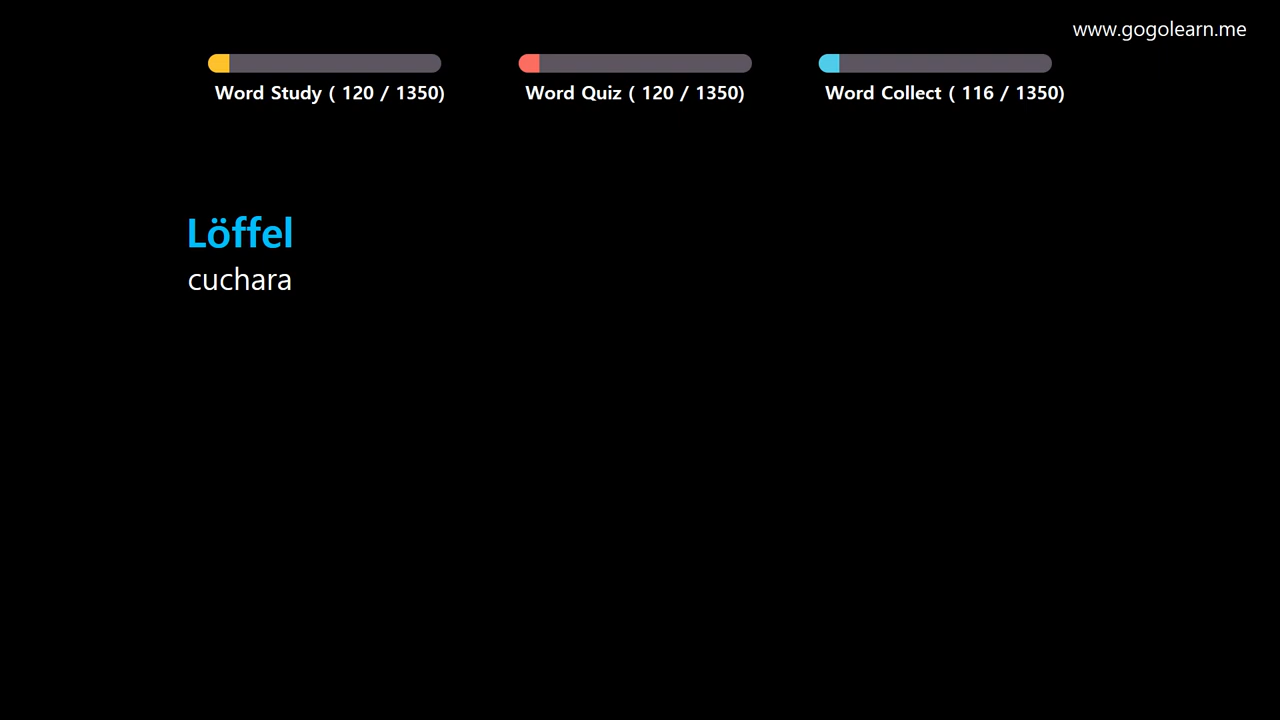 www.gogolearn.me
Word Study ( 120 / 1350)
Word Quiz ( 120 / 1350)
Word Collect ( 116 / 1350)
Löffel
cuchara